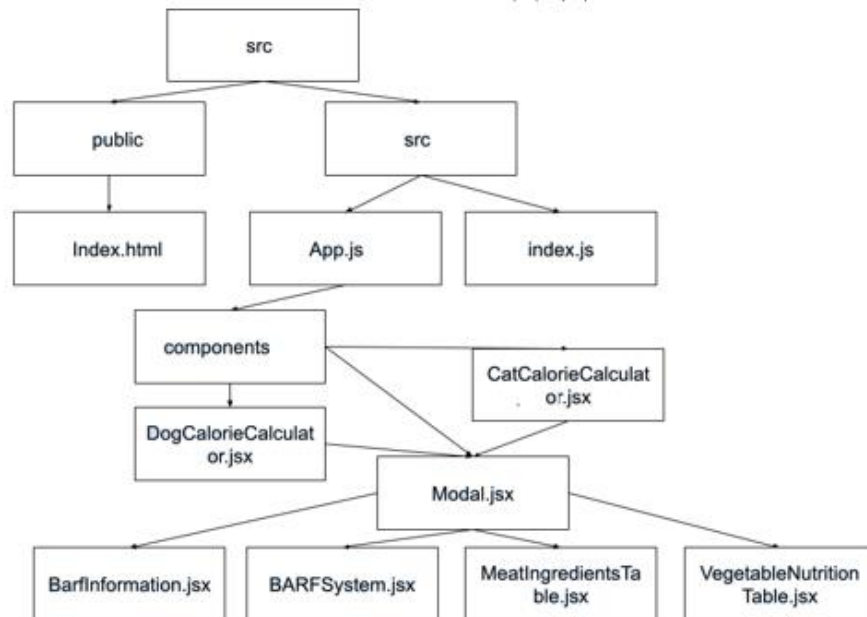 src
public
src
Index.html
App.js
index.js
components
CatCalorieCalculat
or.jsx
DogCalorieCalculat
or.jsx
Modal.jsx
BarfInformation.jsx
BARFSystem.jsx
MeatIngredientsTa
ble.jsx
VegetableNutrition
Table.jsx